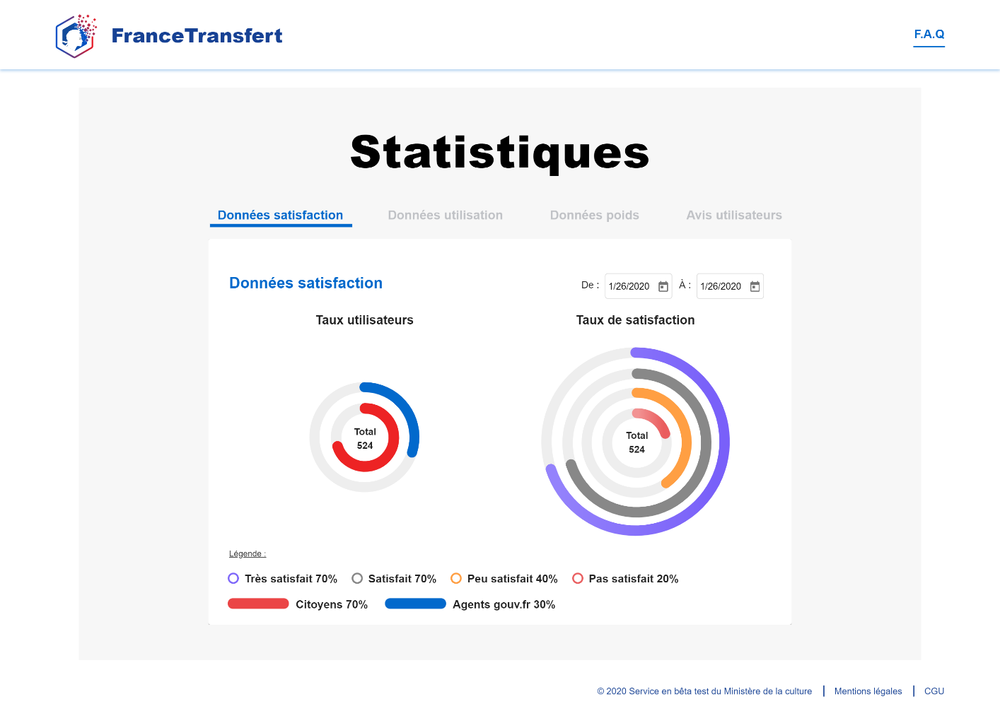 FranceTransfert
F.A.Q
Statistiques
Données satisfaction
Données utilisation
Données poids
Avis utilisateurs
Données satisfaction
De : 1/26/2020 À : 1/26/2020
Taux utilisateurs
Taux de satisfaction
Total
524
Total
524
Légende :
Très satisfait 70% Satisfait 70% Peu satisfait 40% Pas satisfait 20%
Citoyens 70% Agents gouv.fr 30%
© 2020 Service en bêta test du Ministère de la culture | Mentions légales | CGU